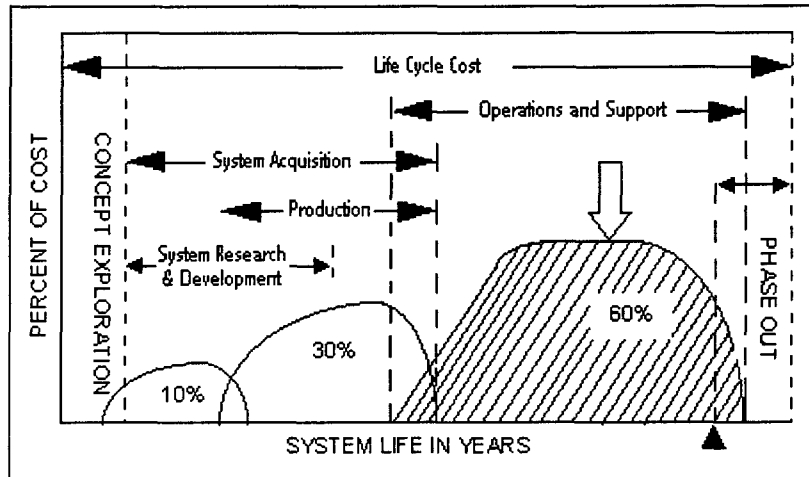 Life Cycle Cost
Operations and Support
System Acquisition
Production
System Research
& Development
PERCENT OF COST
CONCEPT EXPLORATION
PHASE OUT
10%
30%
60%
SYSTEM LIFE IN YEARS